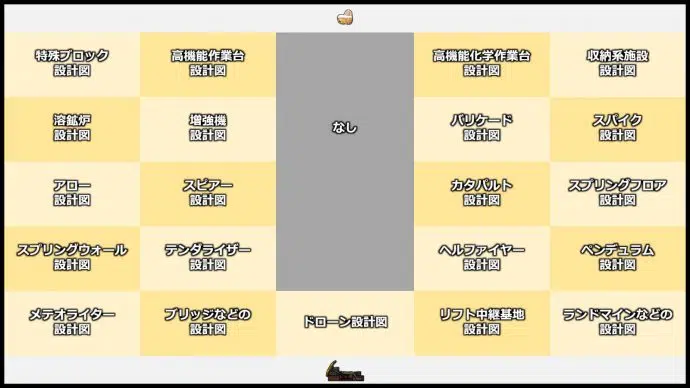 特殊ブロック
設計図
高機能作業台
設計図
高機能化学作業台
設計図
収納系施設
設計図
溶鉱炉
設計図
増強機
設計図
なし
バリケード
設計図
スパイク
設計図
アロー
設計図
スピアー
設計図
カタパルト
設計図
スプリングフロア
設計図
スプリングウォール
設計図
テンダライザー
設計図
ヘルファイヤー
設計図
ペンデュラム
設計図
メテオライター
設計図
ブリッジなどの
設計図
ドローン設計図
リフト中継基地
設計図
ランドマインなどの
設計図